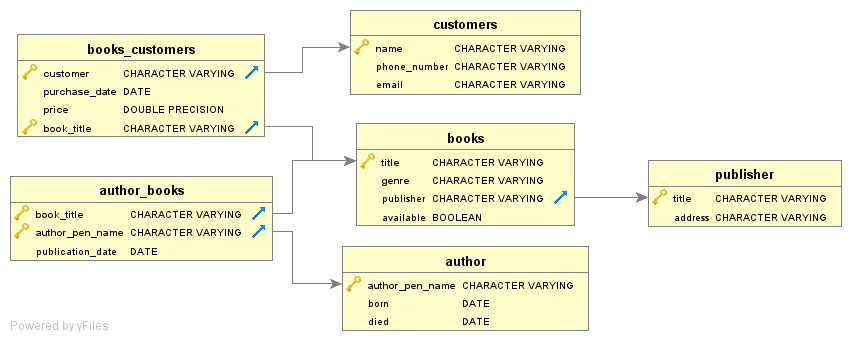 books_customers
customer CHARACTER VARYING
purchase_date DATE
price DOUBLE PRECISION
book_title CHARACTER VARYING
customers
name CHARACTER VARYING
phone_number CHARACTER VARYING
email CHARACTER VARYING
books
title CHARACTER VARYING
genre CHARACTER VARYING
publisher CHARACTER VARYING
available BOOLEAN
publisher
title CHARACTER VARYING
address CHARACTER VARYING
author_books
book_title CHARACTER VARYING
author_pen_name CHARACTER VARYING
publication_date DATE
author
author_pen_name CHARACTER VARYING
born DATE
died DATE
Powered by yFiles